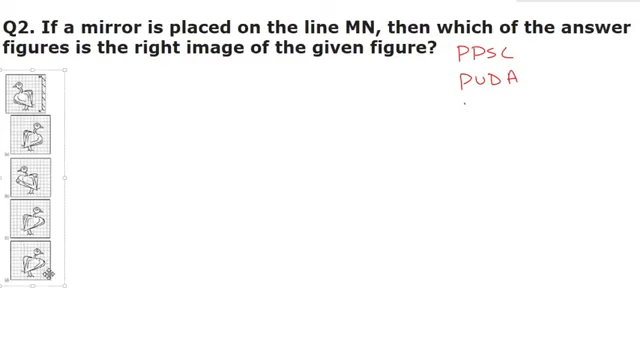 Q2. If a mirror is placed on the line MN, then which of the answer
figures is the right image of the given figure?
PPSC
PUDA